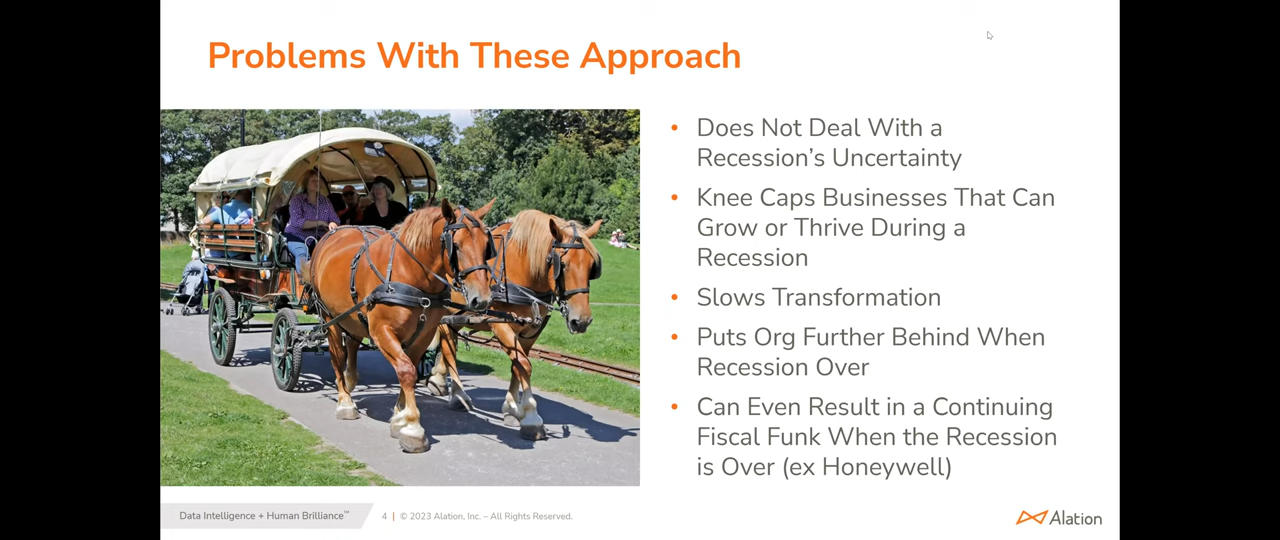 Problems With These Approach
• Does Not Deal With a
Recession's Uncertainty
• Knee Caps Businesses That Can
Grow or Thrive During a
Recession
• Slows Transformation
• Puts Org Further Behind When
Recession Over
• Can Even Result in a Continuing
Fiscal Funk When the Recession
is Over (ex Honeywell)
Data Intelligence + Human Brilliance™
4 | © 2023 Alation, Inc. – All Rights Reserved.
Alation